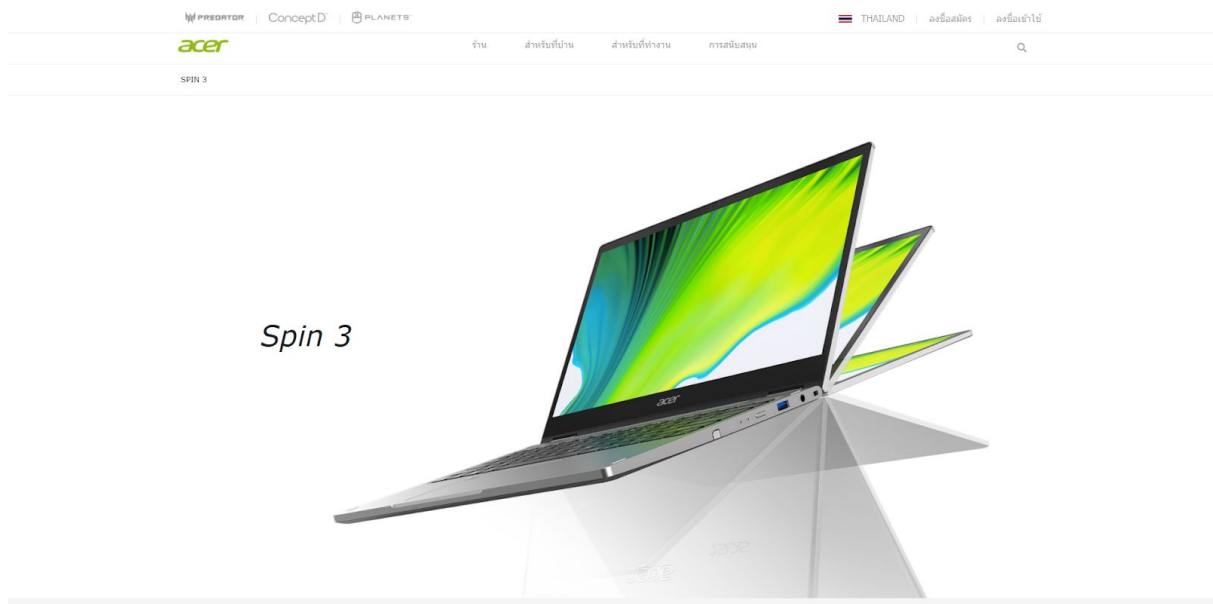 PREDATOR ConceptD PLANET9 THAILAND ลงชื่อสมัคร ลงชื่อเข้าใช้
acer ร้าน สำหรับที่บ้าน สำหรับที่ทำงาน การสนับสนุน
SPIN 3
Spin 3
acer
acer
acer